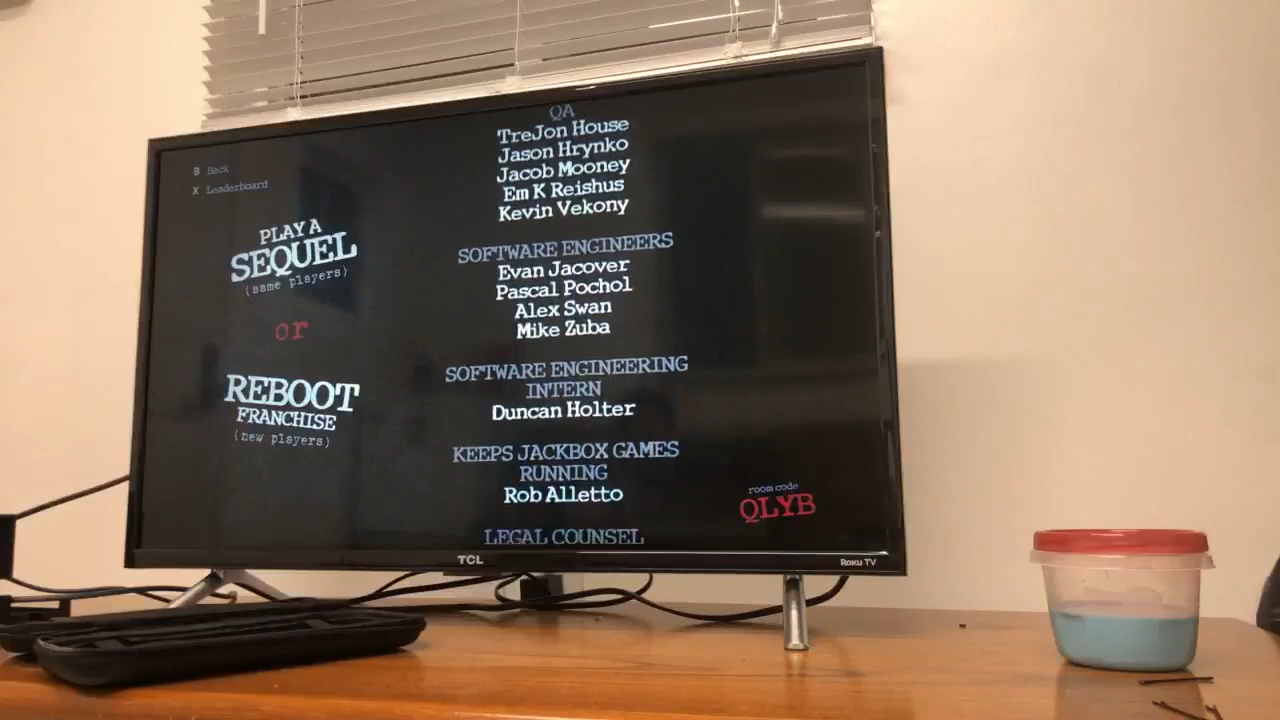 B Back
X Leaderboard
PLAY A
SEQUEL
(same players)
or
REBOOT
FRANCHISE
(new players)
QA
TreJon House
Jason Hrynko
Jacob Mooney
Em K Reishus
Kevin Vekony
SOFTWARE ENGINEERS
Evan Jacover
Pascal Pochol
Alex Swan
Mike Zuba
SOFTWARE ENGINEERING
INTERN
Duncan Holter
KEEPS JACKBOX GAMES
RUNNING
Rob Alletto
LEGAL COUNSEL
room code
QLYB
TCL
Roku TV